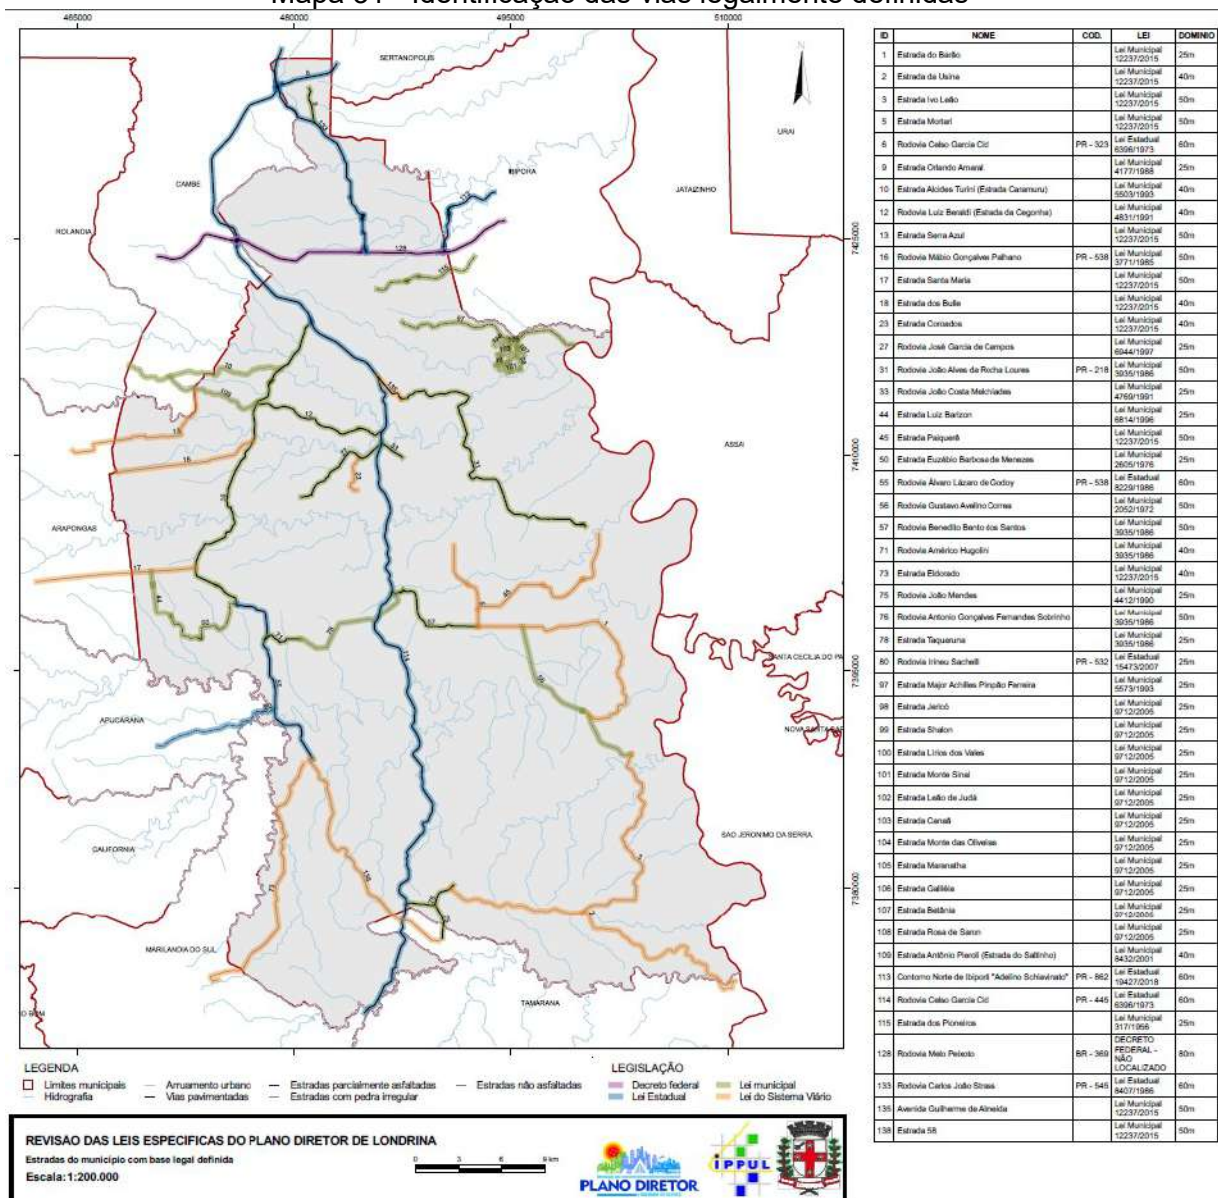 Mapa 01 - Identificação das vias legalmente definidas
465000 480000 495000 510000
SERTANOPOLIS
URAI
CAMBE
IBIPORA
JATAIZINHO
ROLANDIA
7425000
128
ASSAI
7410000
ARAPONGAS
17
SANTA CECILIA DO PA
7395000
APUCARANA
CALIFORNIA
SAO JERONIMO DA SERRA
7380000
MARILANDIA DO SUL
TAMARANA
ID NOME COD. LEI DOMINIO
1 Estrada do Barão Lei Municipal 12237/2015 25m
2 Estrada da Usina Lei Municipal 12237/2015 40m
3 Estrada Ivo Leão Lei Municipal 12237/2015 50m
5 Estrada Mortari Lei Municipal 12237/2015 50m
6 Rodovia Celso Garcia Cid PR - 323 Lei Estadual 6396/1973 60m
9 Estrada Orlando Amaral Lei Municipal 4177/1988 25m
10 Estrada Alcides Turini (Estrada Caramuru) Lei Municipal 5503/1993 40m
12 Rodovia Luiz Beraldi (Estrada da Cegonha) Lei Municipal 4831/1991 40m
13 Estrada Serra Azul Lei Municipal 12237/2015 50m
16 Rodovia Mábio Gonçalves Palhano PR - 538 Lei Municipal 3771/1985 50m
17 Estrada Santa Maria Lei Municipal 12237/2015 50m
18 Estrada dos Bulle Lei Municipal 12237/2015 40m
23 Estrada Coroados Lei Municipal 12237/2015 40m
27 Rodovia José Garcia de Campos Lei Municipal 6944/1997 25m
31 Rodovia João Alves da Rocha Loures PR - 218 Lei Municipal 3935/1986 50m
33 Rodovia João Costa Melchiades Lei Municipal 4769/1991 25m
44 Estrada Luiz Barizon Lei Municipal 6814/1996 25m
45 Estrada Paiquerê Lei Municipal 12237/2015 50m
50 Estrada Euzébio Barbosa de Menezes Lei Municipal 2605/1976 25m
55 Rodovia Álvaro Lázaro de Godoy PR - 538 Lei Estadual 8229/1986 60m
56 Rodovia Gustavo Avelino Correa Lei Municipal 2052/1972 50m
57 Rodovia Benedito Bento dos Santos Lei Municipal 3935/1986 50m
71 Rodovia Américo Hugolini Lei Municipal 3935/1986 40m
73 Estrada Eldorado Lei Municipal 12237/2015 40m
75 Rodovia João Mendes Lei Municipal 4412/1990 25m
76 Rodovia Antonio Gonçalves Fernandes Sobrinho Lei Municipal 3935/1986 50m
78 Estrada Taquaruna Lei Municipal 3935/1986 25m
80 Rodovia Irineu Sachelli PR - 532 Lei Estadual 15473/2007 25m
97 Estrada Major Achilles Pimpão Ferreira Lei Municipal 5573/1993 25m
98 Estrada Jericó Lei Municipal 9712/2005 25m
99 Estrada Shalon Lei Municipal 9712/2005 25m
100 Estrada Lírios dos Vales Lei Municipal 9712/2005 25m
101 Estrada Monte Sinai Lei Municipal 9712/2005 25m
102 Estrada Leão de Judá Lei Municipal 9712/2005 25m
103 Estrada Canaã Lei Municipal 9712/2005 25m
104 Estrada Monte das Oliveiras Lei Municipal 9712/2005 25m
105 Estrada Maranatha Lei Municipal 9712/2005 25m
106 Estrada Galiléia Lei Municipal 9712/2005 25m
107 Estrada Betânia Lei Municipal 9712/2005 25m
108 Estrada Rosa de Saron Lei Municipal 9712/2005 25m
109 Estrada Antônio Pieroli (Estrada do Saltinho) Lei Municipal 8432/2001 40m
113 Contorno Norte de Ibiporã "Adelino Schiavinato" PR - 862 Lei Estadual 19427/2018 60m
114 Rodovia Celso Garcia Cid PR - 445 Lei Estadual 6396/1973 60m
115 Estrada dos Pioneiros Lei Municipal 317/1956 25m
128 Rodovia Melo Peixoto BR - 369 DECRETO FEDERAL - NÃO LOCALIZADO 80m
133 Rodovia Carlos João Strass PR - 545 Lei Estadual 8407/1986 60m
135 Avenida Guilherme de Almeida Lei Municipal 12237/2015 50m
138 Estrada 58 Lei Municipal 12237/2015 50m
LEGENDA
Limites municipais Arruamento urbano Estradas parcialmente asfaltadas Estradas não asfaltadas
Hidrografia Vias pavimentadas Estradas com pedra irregular
LEGISLAÇÃO
Decreto federal Lei municipal
Lei Estadual Lei do Sistema Viário
REVISÃO DAS LEIS ESPECIFICAS DO PLANO DIRETOR DE LONDRINA
Estradas do município com base legal definida
Escala: 1:200.000
0 3 6 9 km
PLANO DIRETOR
IPPUL